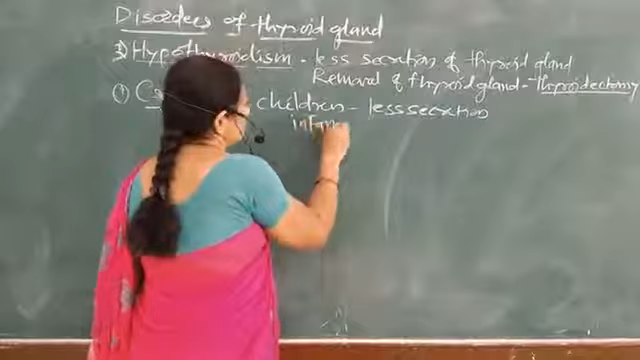 Disorders of thyroid gland
1) Hypothyroidism - less secretion of thyroid gland
Removal of thyroid gland - Thyroidectomy
① children - less secretion